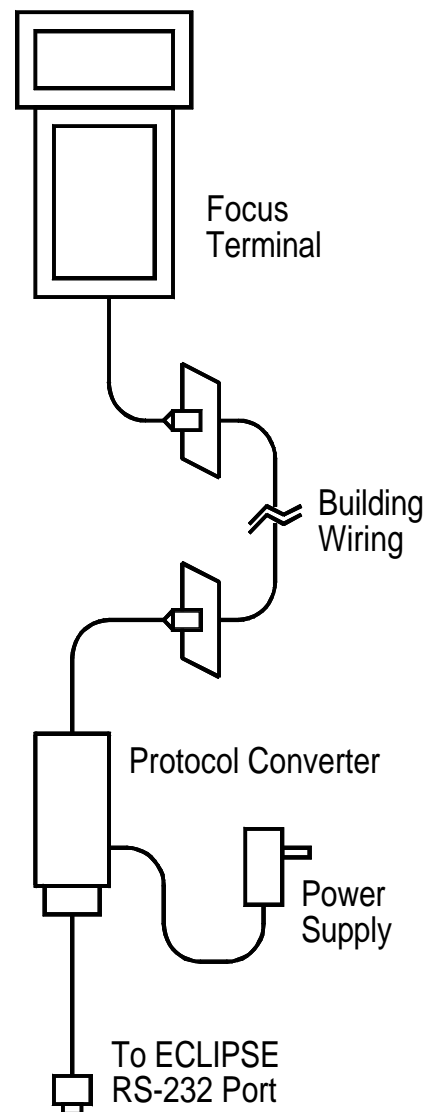 Focus
Terminal
Building
Wiring
Protocol Converter
Power
Supply
To ECLIPSE
RS-232 Port